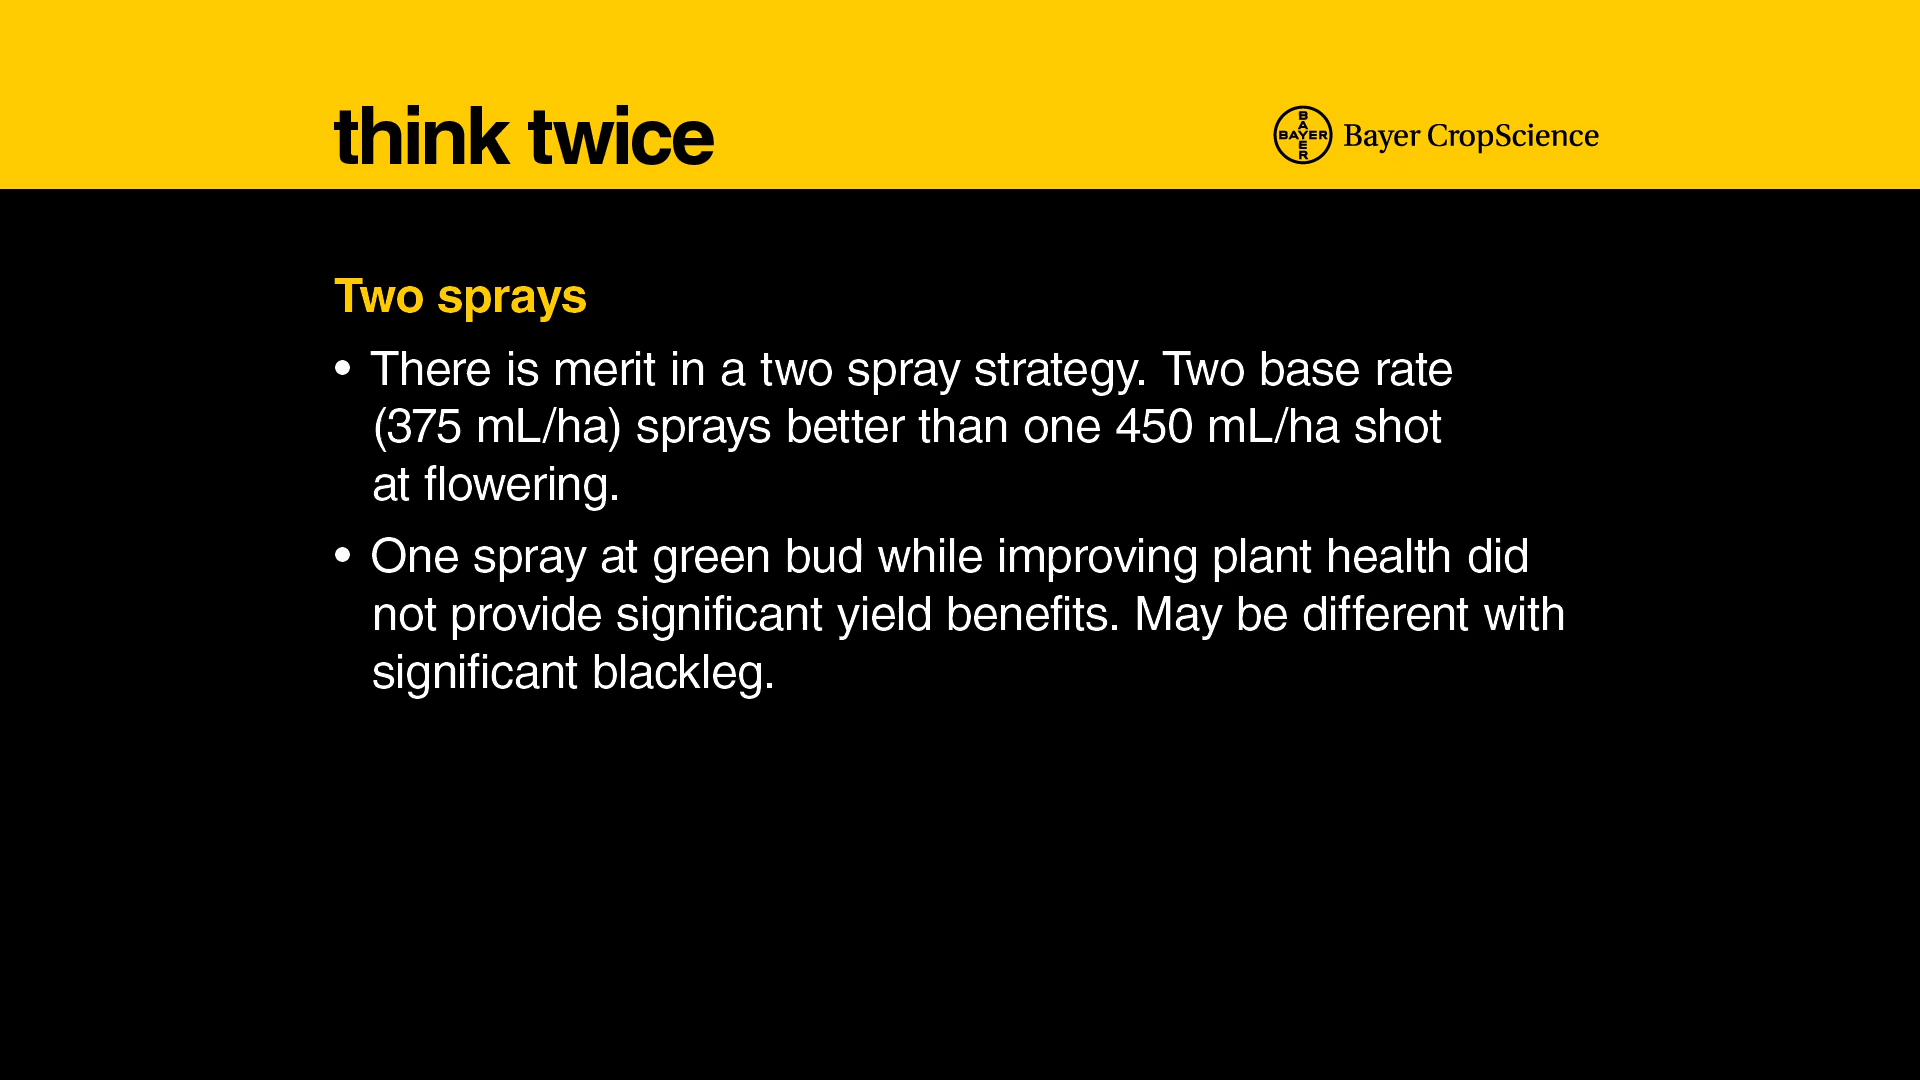 think twice
BAYER
BAYER
Bayer CropScience
Two sprays
• There is merit in a two spray strategy. Two base rate
(375 mL/ha) sprays better than one 450 mL/ha shot
at flowering.
• One spray at green bud while improving plant health did
not provide significant yield benefits. May be different with
significant blackleg.